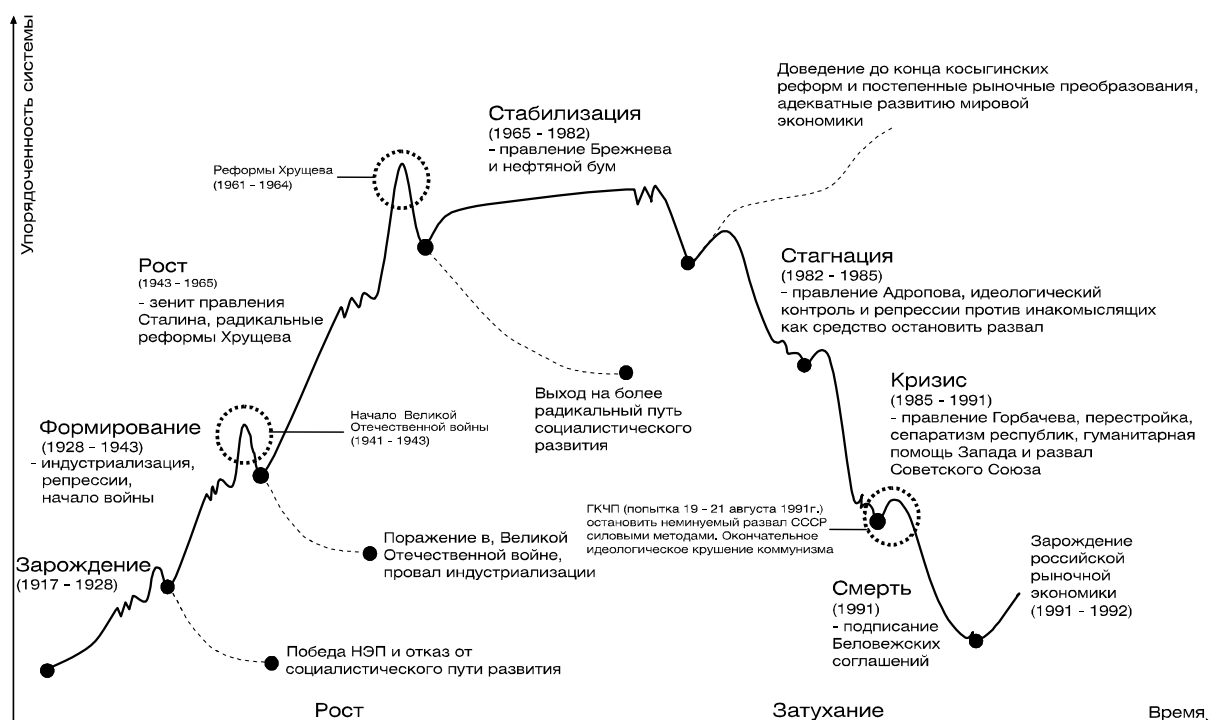 Упорядоченность системы
Доведение до конца косыгинских
реформ и постепенные рыночные преобразования,
адекватные развитию мировой
экономики
Стабилизация
(1965 - 1982)
- правление Брежнева
и нефтяной бум
Реформы Хрущева
(1961 - 1964)
Рост
(1943 - 1965)
- зенит правления
Сталина, радикальные
реформы Хрущева
Стагнация
(1982 - 1985)
- правление Адропова, идеологический
контроль и репрессии против инакомыслящих
как средство остановить развал
Выход на более
радикальный путь
социалистического
развития
Кризис
(1985 - 1991)
- правление Горбачева, перестройка,
сепаратизм республик, гуманитарная
помощь Запада и развал
Советского Союза
Формирование
(1928 - 1943)
- индустриализация,
репрессии,
начало войны
Начало Великой
Отечественной войны
(1941 - 1943)
ГКЧП (попытка 19 - 21 августа 1991г.)
остановить неминуемый развал СССР
силовыми методами. Окончательное
идеологическое крушение коммунизма
Поражение в, Великой
Отечественной войне,
провал индустриализации
Зарождение
(1917 - 1928)
Зарождение
российской
рыночной
экономики
(1991 - 1992)
Смерть
(1991)
- подписание
Беловежских
соглашений
Победа НЭП и отказ от
социалистического пути развития
Рост
Затухание
Время